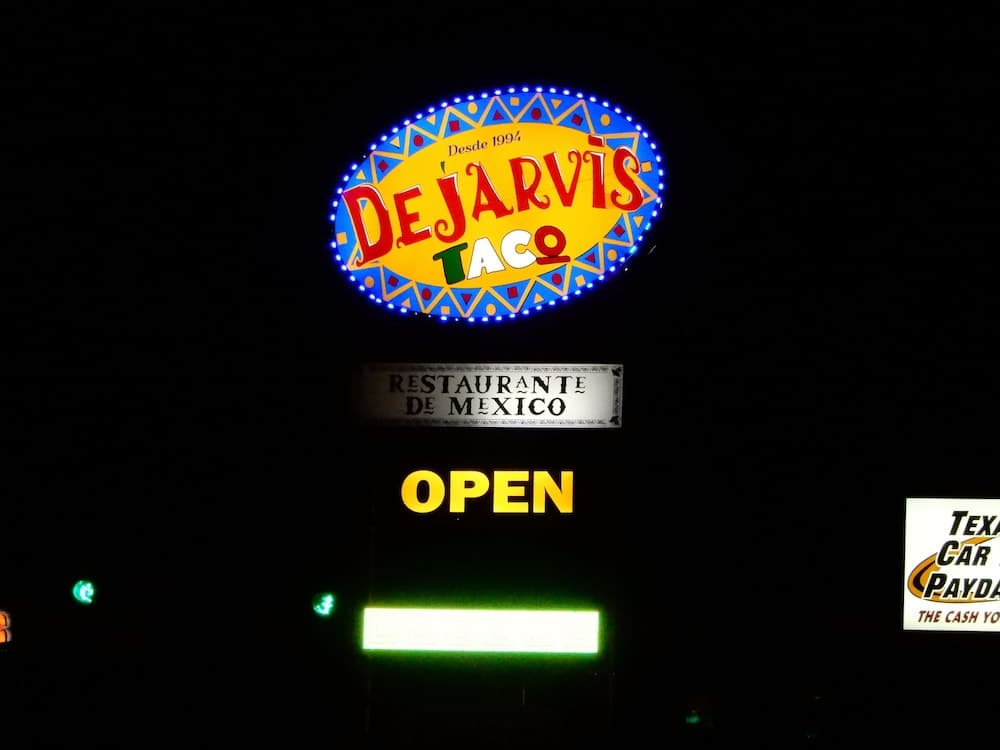 Desde 1994
DEJARVIS
TACO
RESTAURANTE
DE MEXICO
OPEN
TEXA
CAR
PAYDA
THE CASH YO